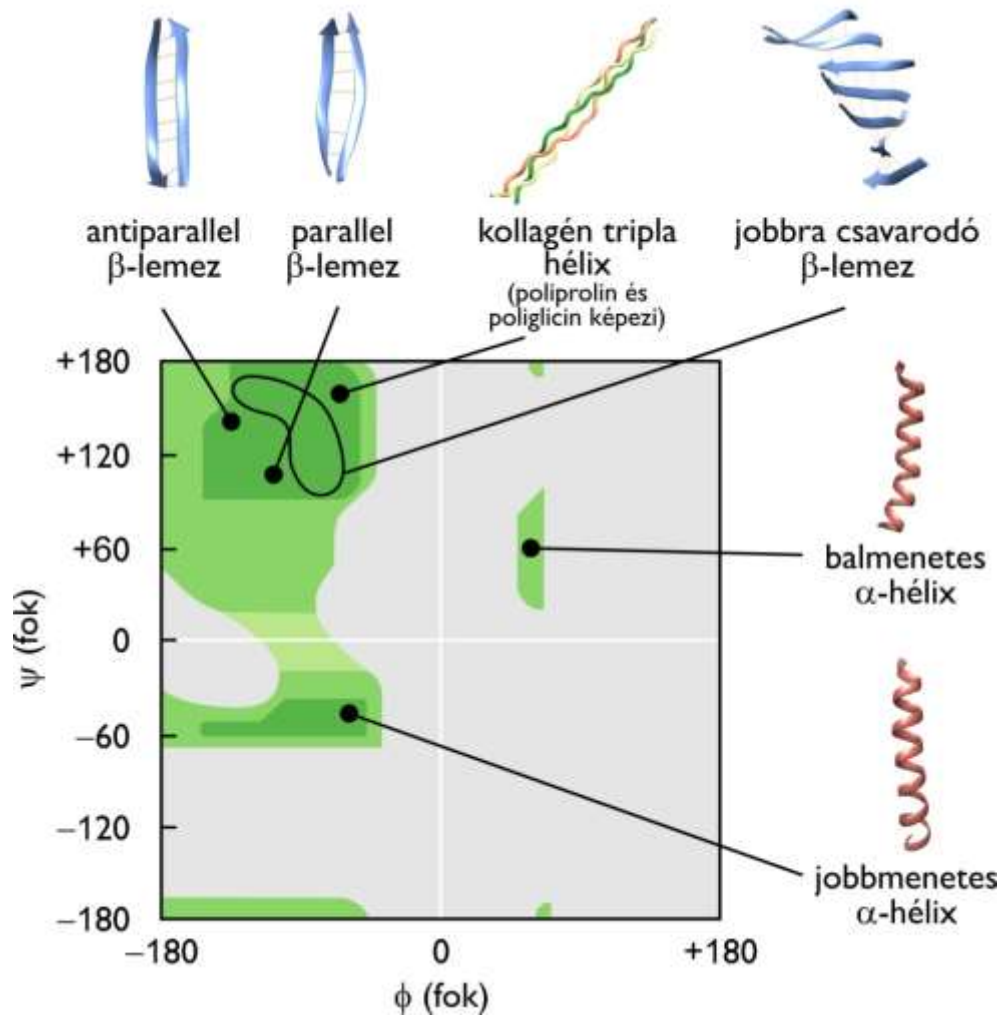 antiparallel
β-lemez
parallel
β-lemez
kollagén tripla
hélix
(poliprolin és
poliglicin képezi)
jobbra csavarodó
β-lemez
+180
+120
+60
0
−60
−120
−180
ψ (fok)
−180
0
+180
ϕ (fok)
balmenetes
α-hélix
jobbmenetes
α-hélix